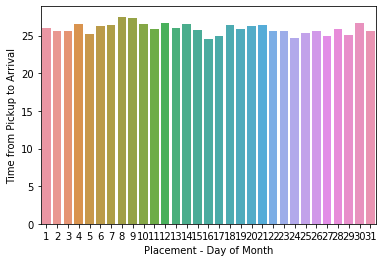 Time from Pickup to Arrival
25
20
15
10
5
0
1 2 3 4 5 6 7 8 9 10 11 12 13 14 15 16 17 18 19 20 21 22 23 24 25 26 27 28 29 30 31
Placement - Day of Month